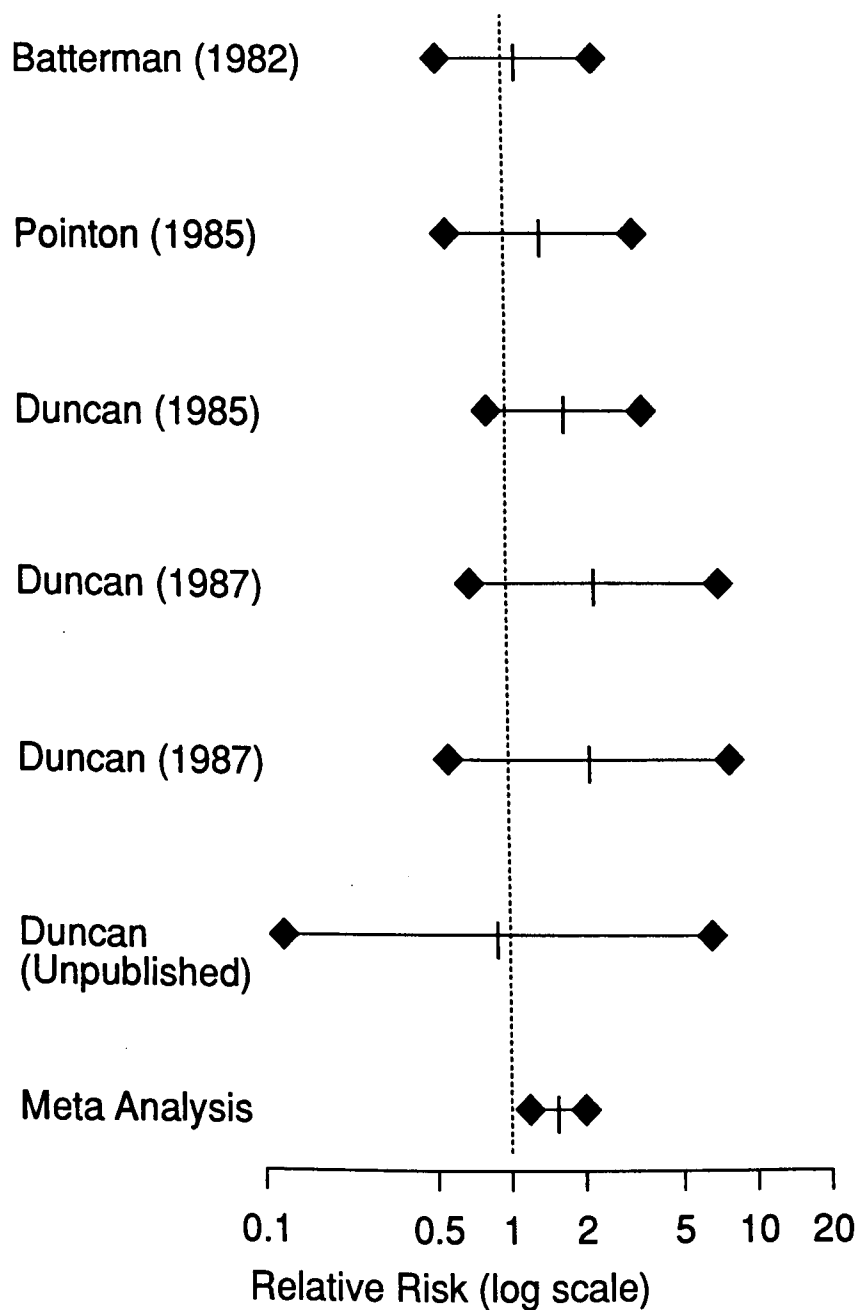 Batterman (1982)
Pointon (1985)
Duncan (1985)
Duncan (1987)
Duncan (1987)
Duncan
(Unpublished)
Meta Analysis
0.1 0.5 1 2 5 10 20
Relative Risk (log scale)